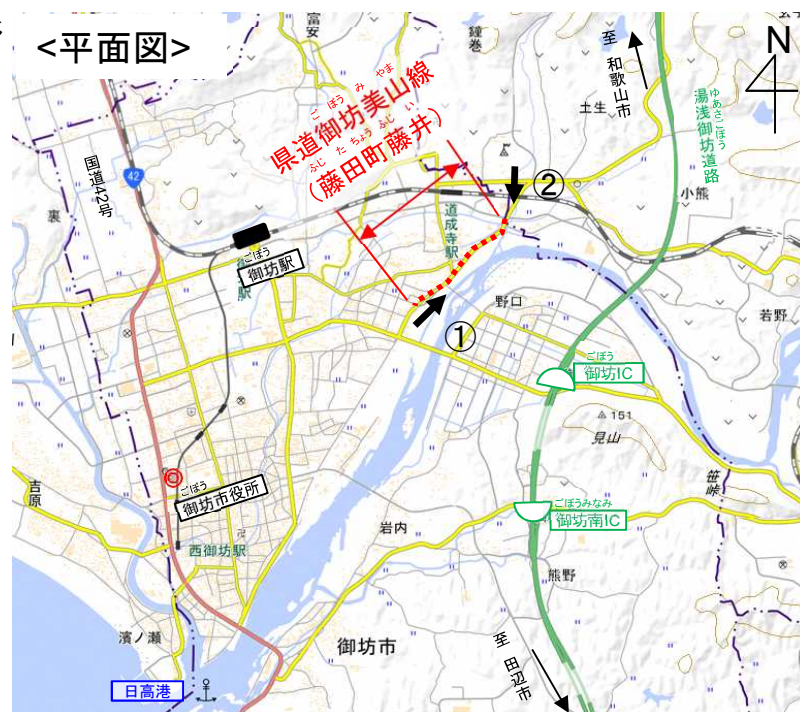 <平面図>
富安
鐘巻
至 和歌山市
N
土生
ゆあさごぼう
湯浅御坊道路
小熊
ごぼうみやま
県道御坊美山線
ふじたちょうふじい
(藤田町藤井)
②
国道42号
42
裏
道成寺駅
ごぼう
御坊駅
野口
若野
①
ごぼう
御坊IC
151
見山
笹峠
吉原
ごぼう
御坊市役所
ごぼうみなみ
御坊南IC
岩内
西御坊駅
熊野
濱ノ瀬
御坊市
至 田辺市
日高港